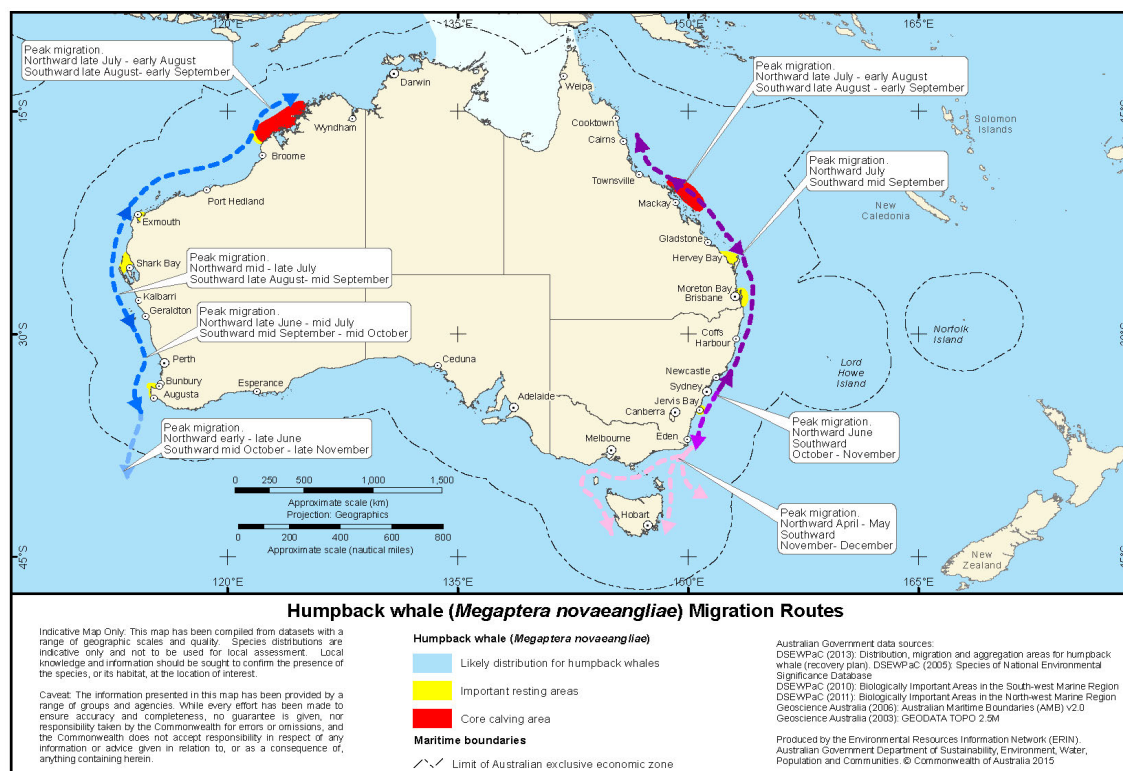 120°E
135°E
150°E
165°E
Peak migration.
Northward late July - early August
Southward late August- early September
Peak migration.
Northward late July - early August
Southward late August - early September
Darwin
Weipa
15°S
Wyndham
Cooktown
Cairns
Solomon
Islands
15°S
Broome
Townsville
Peak migration.
Northward July
Southward mid September
Port Hedland
Mackay
New
Caledonia
Exmouth
Gladstone
Hervey Bay
Shark Bay
Peak migration.
Northward mid - late July
Southward late August- mid September
Moreton Bay
Brisbane
Kalbarri
Geraldton
Peak migration.
Northward late June - mid July
Southward mid September - mid October
30°S
Coffs
Harbour
Norfolk
Island
30°S
Perth
Ceduna
Lord
Howe
Island
Newcastle
Bunbury
Esperance
Sydney
Augusta
Adelaide
Jervis Bay
Canberra
Peak migration.
Northward early - late June
Southward mid October - late November
Melbourne
Eden
Peak migration.
Northward June
Southward
October - November
0 250 500 1,000 1,500
Approximate scale (km)
Projection: Geographics
0 200 400 600 800
Approximate scale (nautical miles)
Hobart
Peak migration.
Northward April - May
Southward
November- December
New
Zealand
45°S
45°S
120°E
135°E
150°E
165°E
Humpback whale (Megaptera novaeangliae) Migration Routes
Indicative Map Only: This map has been compiled from datasets with a
range of geographic scales and quality. Species distributions are
indicative only and not to be used for local assessment. Local
knowledge and information should be sought to confirm the presence of
the species, or its habitat, at the location of interest.
Caveat: The information presented in this map has been provided by a
range of groups and agencies. While every effort has been made to
ensure accuracy and completeness, no guarantee is given, nor
responsibility taken by the Commonwealth for errors or omissions, and
the Commonwealth does not accept responsibility in respect of any
information or advice given in relation to, or as a consequence of,
anything containing herein.
Humpback whale (Megaptera novaeangliae)
Likely distribution for humpback whales
Important resting areas
Core calving area
Maritime boundaries
Limit of Australian exclusive economic zone
Australian Government data sources:
DSEWPaC (2013): Distribution, migration and aggregation areas for humpback
whale (recovery plan). DSEWPaC (2005): Species of National Environmental
Significance Database
DSEWPaC (2010): Biologically Important Areas in the South-west Marine Region
DSEWPaC (2011): Biologically Important Areas in the North-west Marine Region
Geoscience Australia (2006): Australian Maritime Boundaries (AMB) v2.0
Geoscience Australia (2003): GEODATA TOPO 2.5M
Produced by the Environmental Resources Information Network (ERIN).
Australian Government Department of Sustainability, Environment, Water,
Population and Communities. © Commonwealth of Australia 2015